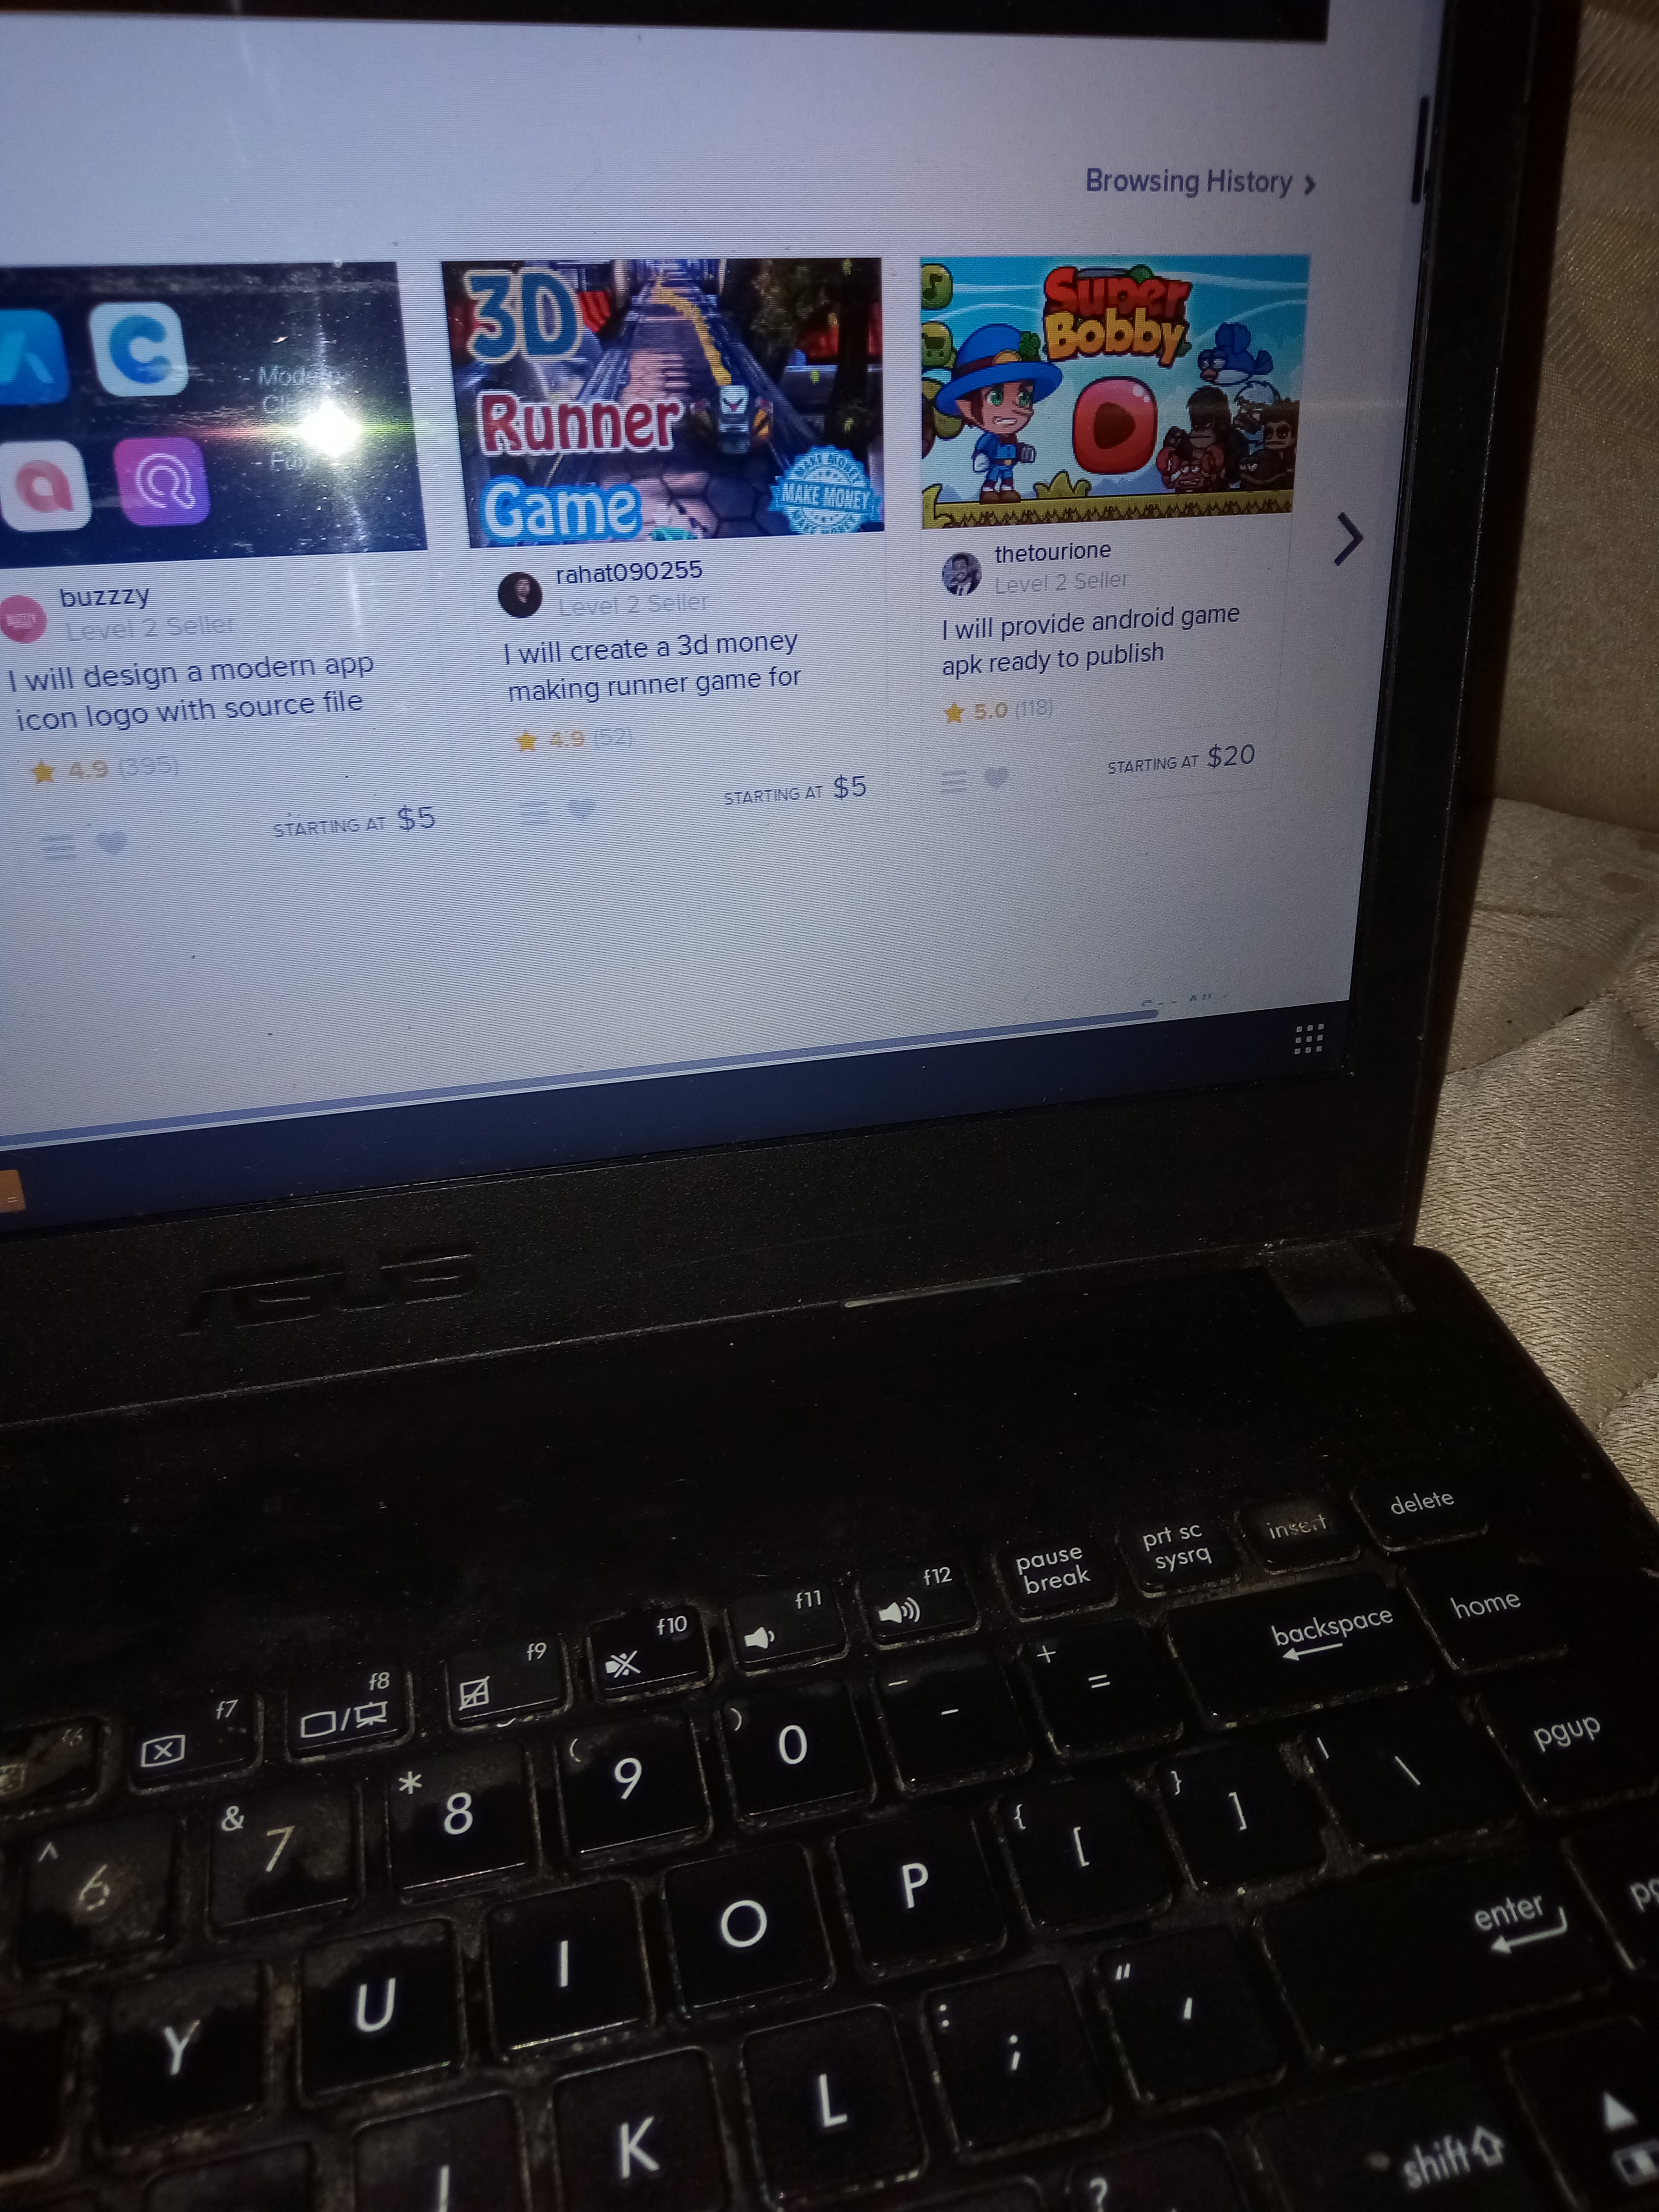 Browsing History
3D
Runner
Game
MAKE MONEY
Super
Bobby
buzzzy
Level 2 Seller
I will design a modern app
icon logo with source file
4.9 (395)
STARTING AT $5
rahat090255
Level 2 Seller
I will create a 3d money
making runner game for
4.9 (52)
STARTING AT $5
thetourione
Level 2 Seller
I will provide android game
apk ready to publish
5.0 (118)
STARTING AT $20
ASUS
f7 f8 f9 f10 f11 f12 pause break prt sc sysrq insert delete
^ 6 & 7 * 8 ( 9 ) 0 _ - + = backspace home
Y U I O P { [ } ] | \ pgup
K L : ; " ' enter
? shift